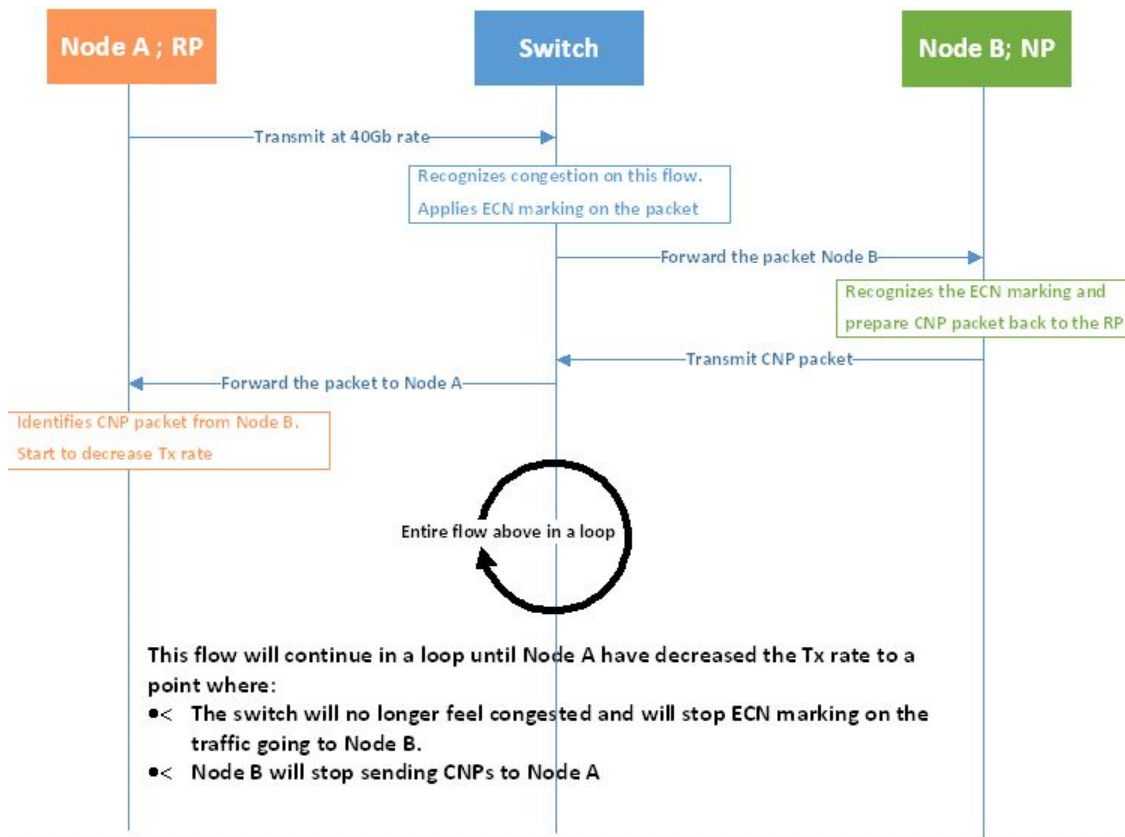 Node A ; RP
Switch
Node B; NP
Transmit at 40Gb rate
Recognizes congestion on this flow.
Applies ECN marking on the packet
Forward the packet Node B
Recognizes the ECN marking and
prepare CNP packet back to the RP
Transmit CNP packet
Forward the packet to Node A
Identifies CNP packet from Node B.
Start to decrease Tx rate
Entire flow above in a loop
This flow will continue in a loop until Node A have decreased the Tx rate to a
point where:
●< The switch will no longer feel congested and will stop ECN marking on the
traffic going to Node B.
●< Node B will stop sending CNPs to Node A